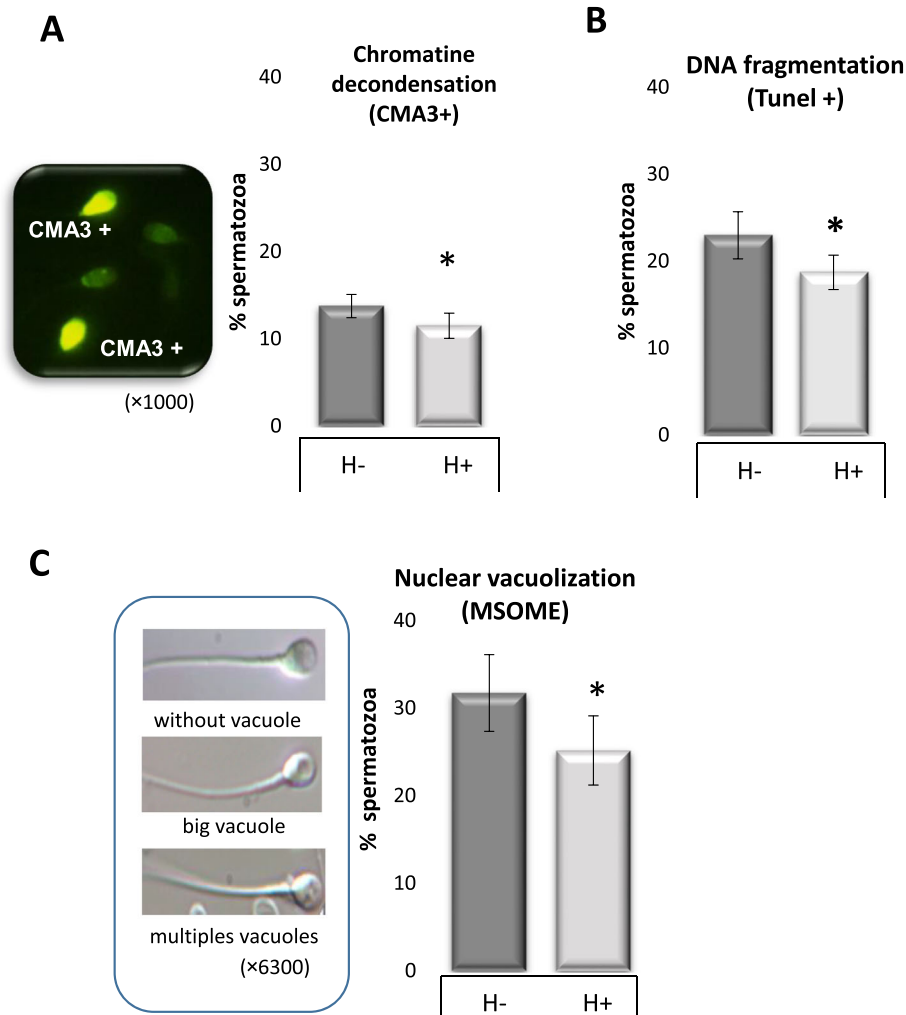 A
Chromatine
decondensation
(CMA3+)
40
30
20
10
0
% spermatozoa
*
CMA3 +
CMA3 +
(×1000)
H-
H+
B
DNA fragmentation
(Tunel +)
40
30
20
10
0
% spermatozoa
*
H-
H+
C
Nuclear vacuolization
(MSOME)
40
30
20
10
0
% spermatozoa
*
without vacuole
big vacuole
multiples vacuoles
(×6300)
H-
H+